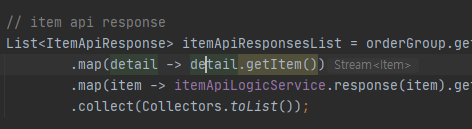 // item api response
List<ItemApiResponse> itemApiResponsesList = orderGroup.get
.map(detail -> detail.getItem()) Stream<Item>
.map(item -> itemApiLogicService.response(item).ge
.collect(Collectors.toList());